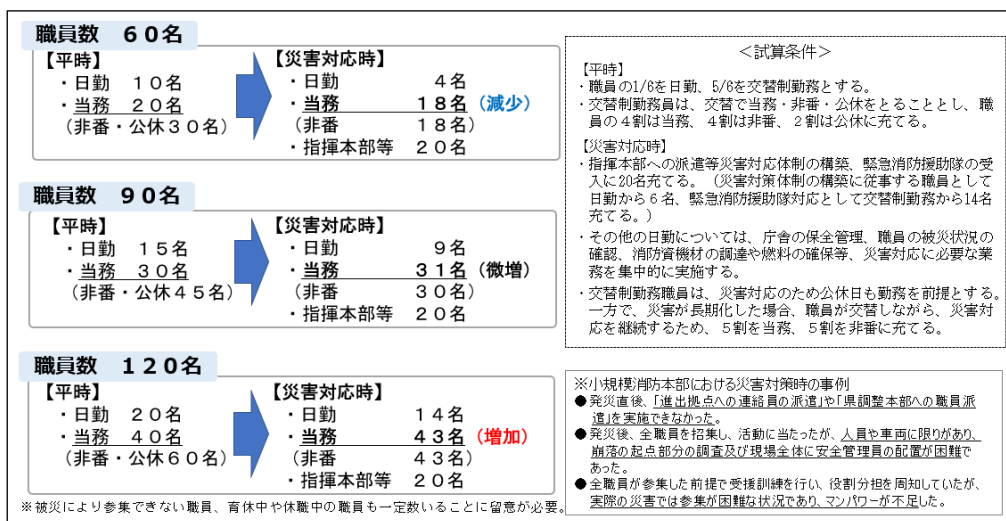 職員数 60名
【平時】
・日勤 10名
・当務 20名
(非番・公休30名)
【災害対応時】
・日勤 4名
・当務 18名 (減少)
(非番 18名)
・指揮本部等 20名
職員数 90名
【平時】
・日勤 15名
・当務 30名
(非番・公休45名)
【災害対応時】
・日勤 9名
・当務 31名 (微増)
(非番 30名)
・指揮本部等 20名
職員数 120名
【平時】
・日勤 20名
・当務 40名
(非番・公休60名)
【災害対応時】
・日勤 14名
・当務 43名 (増加)
(非番 43名)
・指揮本部等 20名
※被災により参集できない職員、育休中や休職中の職員も一定数いることに留意が必要。
<試算条件>
【平時】
・職員の1/6を日勤、5/6を交替制勤務とする。
・交替制勤務員は、交替で当務・非番・公休をとることとし、職
員の4割は当務、4割は非番、2割は公休に充てる。
【災害対応時】
・指揮本部への派遣等災害対応体制の構築、緊急消防援助隊の受
入に20名充てる。(災害対策体制の構築に従事する職員として
日勤から6名、緊急消防援助隊対応として交替制勤務から14名
充てる。)
・その他の日勤については、庁舎の保全管理、職員の被災状況の
確認、消防資機材の調達や燃料の確保等、災害対応に必要な業
務を集中的に実施する。
・交替制勤務職員は、災害対応のため公休日も勤務を前提とする。
一方で、災害が長期化した場合、職員が交替しながら、災害対
応を継続するため、5割を当務、5割を非番に充てる。
※小規模消防本部における災害対策時の事例
●発災直後、「進出拠点への連絡員の派遣」や「県調整本部への職員派
遣」を実施できなかった。
●発災後、全職員を招集し、活動に当たったが、人員や車両に限りがあり、
崩落の起点部分の調査及び現場全体に安全管理員の配置が困難で
あった。
●全職員が参集した前提で受援訓練を行い、役割分担を周知していたが、
実際の災害では参集が困難な状況であり、マンパワーが不足した。